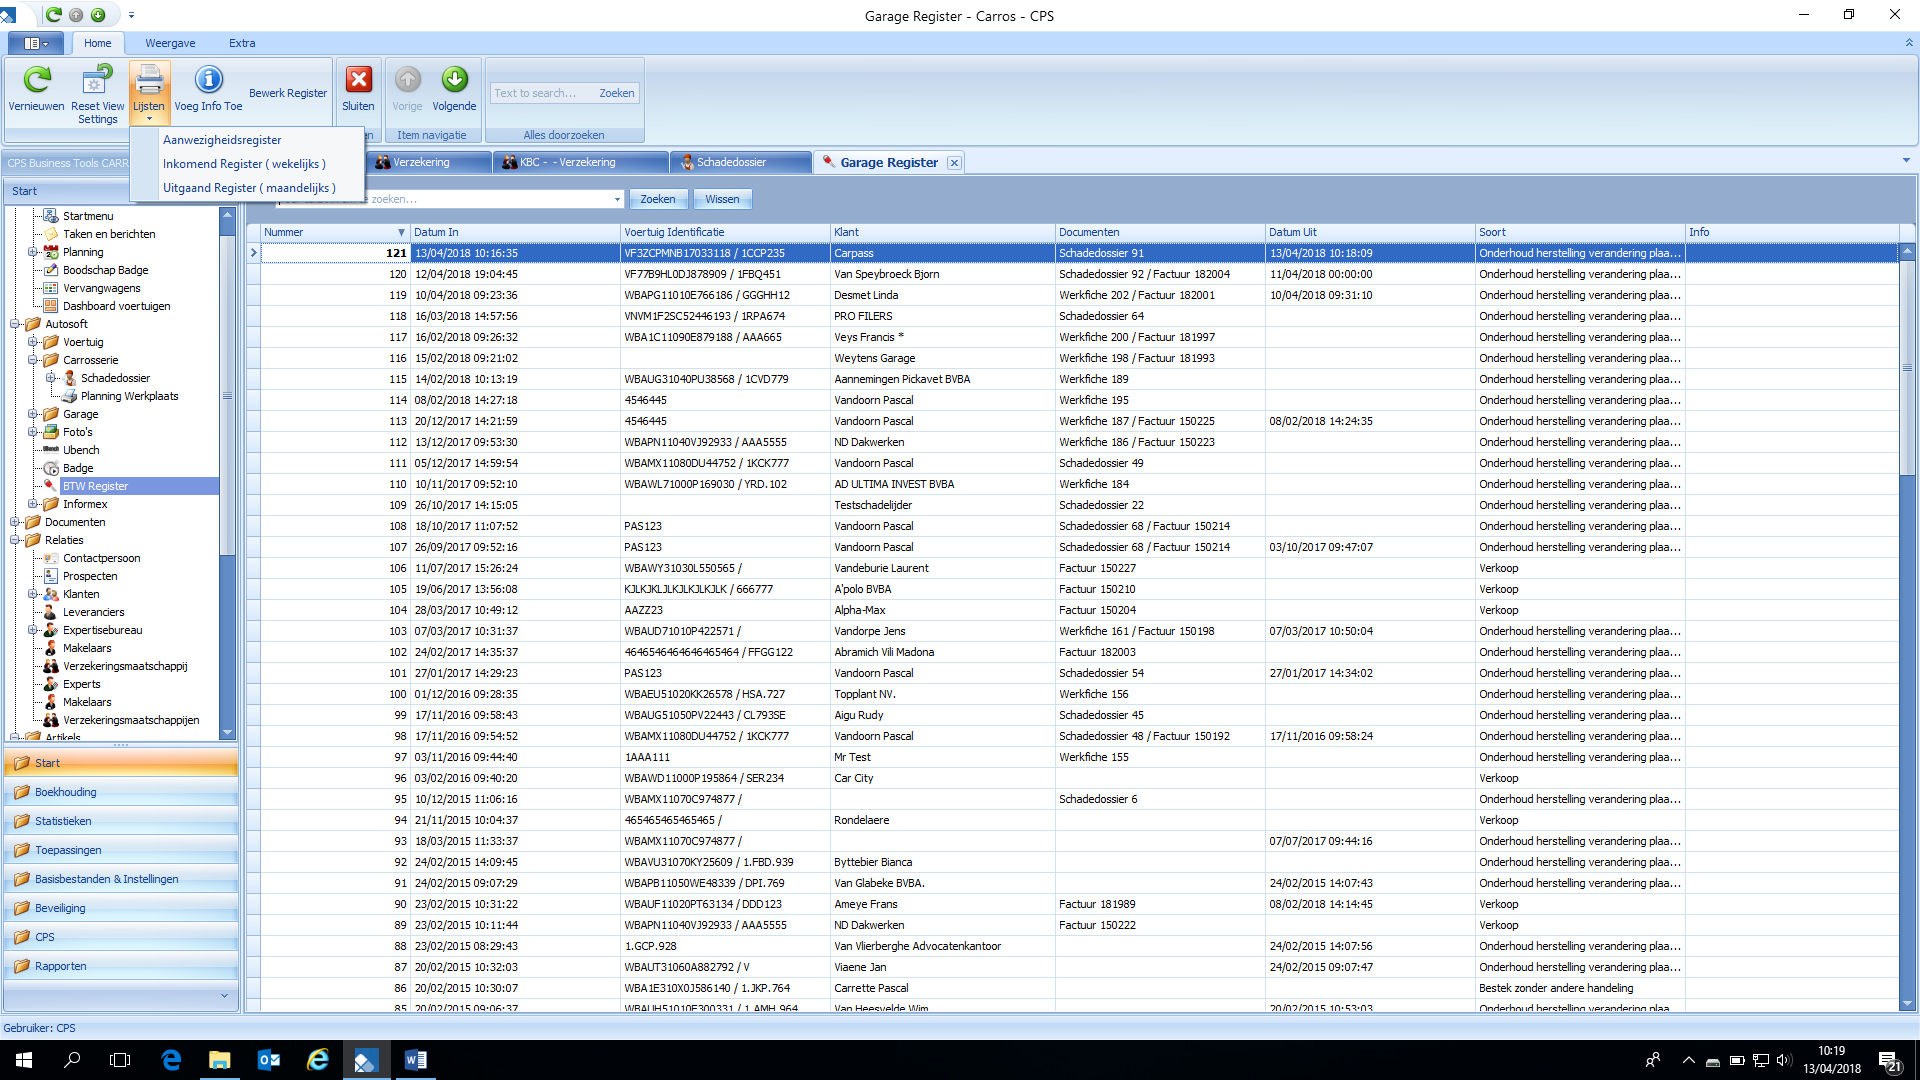 Garage Register - Carros - CPS
Home Weergave Extra
Vernieuwen Reset View Settings Lijsten Voeg Info Toe Bewerk Register Sluiten Vorige Volgende Text to search... Zoeken
Item navigatie Alles doorzoeken
Aanwezigheidsregister
Inkomend Register ( wekelijks )
Uitgaand Register ( maandelijks )
CPS Business Tools CARR Verzekering KBC - - Verzekering Schadedossier Garage Register
Start
zoeken... Zoeken Wissen
Startmenu
Taken en berichten
Planning
Boodschap Badge
Vervangwagens
Dashboard voertuigen
Autosoft
Voertuig
Carrosserie
Schadedossier
Planning Werkplaats
Garage
Foto's
Ubench
Badge
BTW Register
Informex
Documenten
Relaties
Contactpersoon
Prospecten
Klanten
Leveranciers
Expertisebureau
Makelaars
Verzekeringsmaatschappij
Experts
Makelaars
Verzekeringsmaatschappijen
Artikels
Start
Boekhouding
Statistieken
Toepassingen
Basisbestanden & Instellingen
Beveiliging
CPS
Rapporten
Nummer Datum In Voertuig Identificatie Klant Documenten Datum Uit Soort Info
121 13/04/2018 10:16:35 VF3ZCPMNB17033118 / 1CCP235 Carpass Schadedossier 91 13/04/2018 10:18:09 Onderhoud herstelling verandering plaa...
120 12/04/2018 19:04:45 VF77B9HL0DJ878909 / 1FBQ451 Van Speybroeck Bjorn Schadedossier 92 / Factuur 182004 11/04/2018 00:00:00 Onderhoud herstelling verandering plaa...
119 10/04/2018 09:23:36 WBAPG11010E766186 / GGGHH12 Desmet Linda Werkfiche 202 / Factuur 182001 10/04/2018 09:31:10 Onderhoud herstelling verandering plaa...
118 16/03/2018 14:57:56 VNVM1F2SC52446193 / 1RPA674 PRO FILERS Schadedossier 64 Onderhoud herstelling verandering plaa...
117 16/02/2018 09:26:32 WBA1C11090E879188 / AAA665 Veys Francis * Werkfiche 200 / Factuur 181997 Onderhoud herstelling verandering plaa...
116 15/02/2018 09:21:02 Weytens Garage Werkfiche 198 / Factuur 181993 Onderhoud herstelling verandering plaa...
115 14/02/2018 10:13:19 WBAUG31040PU38568 / 1CVD779 Aannemingen Pickavet BVBA Werkfiche 189 Onderhoud herstelling verandering plaa...
114 08/02/2018 14:27:18 4546445 Vandoorn Pascal Werkfiche 195 Onderhoud herstelling verandering plaa...
113 20/12/2017 14:21:59 4546445 Vandoorn Pascal Werkfiche 187 / Factuur 150225 08/02/2018 14:24:35 Onderhoud herstelling verandering plaa...
112 13/12/2017 09:53:30 WBAPN11040VJ92933 / AAA5555 ND Dakwerken Werkfiche 186 / Factuur 150223 Onderhoud herstelling verandering plaa...
111 05/12/2017 14:59:54 WBAMX11080DU44752 / 1KCK777 Vandoorn Pascal Schadedossier 49 Onderhoud herstelling verandering plaa...
110 10/11/2017 09:52:10 WBAWL71000P169030 / YRD.102 AD ULTIMA INVEST BVBA Werkfiche 184 Onderhoud herstelling verandering plaa...
109 26/10/2017 14:15:05 Testschadelijder Schadedossier 22 Onderhoud herstelling verandering plaa...
108 18/10/2017 11:07:52 PAS123 Vandoorn Pascal Schadedossier 68 / Factuur 150214 Onderhoud herstelling verandering plaa...
107 26/09/2017 09:52:16 PAS123 Vandoorn Pascal Schadedossier 68 / Factuur 150214 03/10/2017 09:47:07 Onderhoud herstelling verandering plaa...
106 11/07/2017 15:26:24 WBAWY31030L550565 / Vandeburie Laurent Factuur 150227 Verkoop
105 19/06/2017 13:56:08 KJLKJKLJLKJLKJLKJLK / 666777 A'polo BVBA Factuur 150210 Verkoop
104 28/03/2017 10:49:12 AAZZ23 Alpha-Max Factuur 150204 Verkoop
103 07/03/2017 10:31:37 WBAUD71010P422571 / Vandorpe Jens Werkfiche 161 / Factuur 150198 07/03/2017 10:50:04 Onderhoud herstelling verandering plaa...
102 24/02/2017 14:35:37 4646546464646465464 / FFGG122 Abramich Vili Madona Factuur 182003 Onderhoud herstelling verandering plaa...
101 27/01/2017 14:29:23 PAS123 Vandoorn Pascal Schadedossier 54 27/01/2017 14:34:02 Onderhoud herstelling verandering plaa...
100 01/12/2016 09:28:35 WBAEU51020KK26578 / HSA.727 Topplant NV. Werkfiche 156 Onderhoud herstelling verandering plaa...
99 17/11/2016 09:58:43 WBAUG51050PV22443 / CL793SE Aigu Rudy Schadedossier 45 Onderhoud herstelling verandering plaa...
98 17/11/2016 09:54:52 WBAMX11080DU44752 / 1KCK777 Vandoorn Pascal Schadedossier 48 / Factuur 150192 17/11/2016 09:58:24 Onderhoud herstelling verandering plaa...
97 03/11/2016 09:44:40 1AAA111 Mr Test Werkfiche 155 Onderhoud herstelling verandering plaa...
96 03/02/2016 09:40:20 WBAWD11000P195864 / SER234 Car City Verkoop
95 10/12/2015 11:06:16 WBAMX11070C974877 / Schadedossier 6 Onderhoud herstelling verandering plaa...
94 21/11/2015 10:04:37 465465465465465 / Rondelaere Verkoop
93 18/03/2015 11:33:37 WBAMX11070C974877 / 07/07/2017 09:44:16 Onderhoud herstelling verandering plaa...
92 24/02/2015 14:09:45 WBAVU31070KY25609 / 1.FBD.939 Byttebier Bianca Onderhoud herstelling verandering plaa...
91 24/02/2015 09:07:29 WBAPB11050WE48339 / DPI.769 Van Glabeke BVBA. 24/02/2015 14:07:43 Onderhoud herstelling verandering plaa...
90 23/02/2015 10:31:22 WBAUF11020PT63134 / DDD123 Ameye Frans Factuur 181989 08/02/2018 14:14:45 Verkoop
89 23/02/2015 10:11:44 WBAPN11040VJ92933 / AAA5555 ND Dakwerken Factuur 150222 Verkoop
88 23/02/2015 08:29:43 1.GCP.928 Van Vlierberghe Advocatenkantoor 24/02/2015 14:07:56 Onderhoud herstelling verandering plaa...
87 20/02/2015 10:32:03 WBAUT31060A882792 / V Viaene Jan 24/02/2015 09:07:47 Onderhoud herstelling verandering plaa...
86 20/02/2015 10:30:07 WBA1E310X0J586140 / 1.JKP.764 Carrette Pascal Bestek zonder andere handeling
85 20/02/2015 09:06:37 WBAUH51010E300331 / 1.AMH.964 Van Heesvelde Wim 20/02/2015 10:53:03 Onderhoud herstelling verandering plaa...
Gebruiker: CPS
10:19
13/04/2018
21